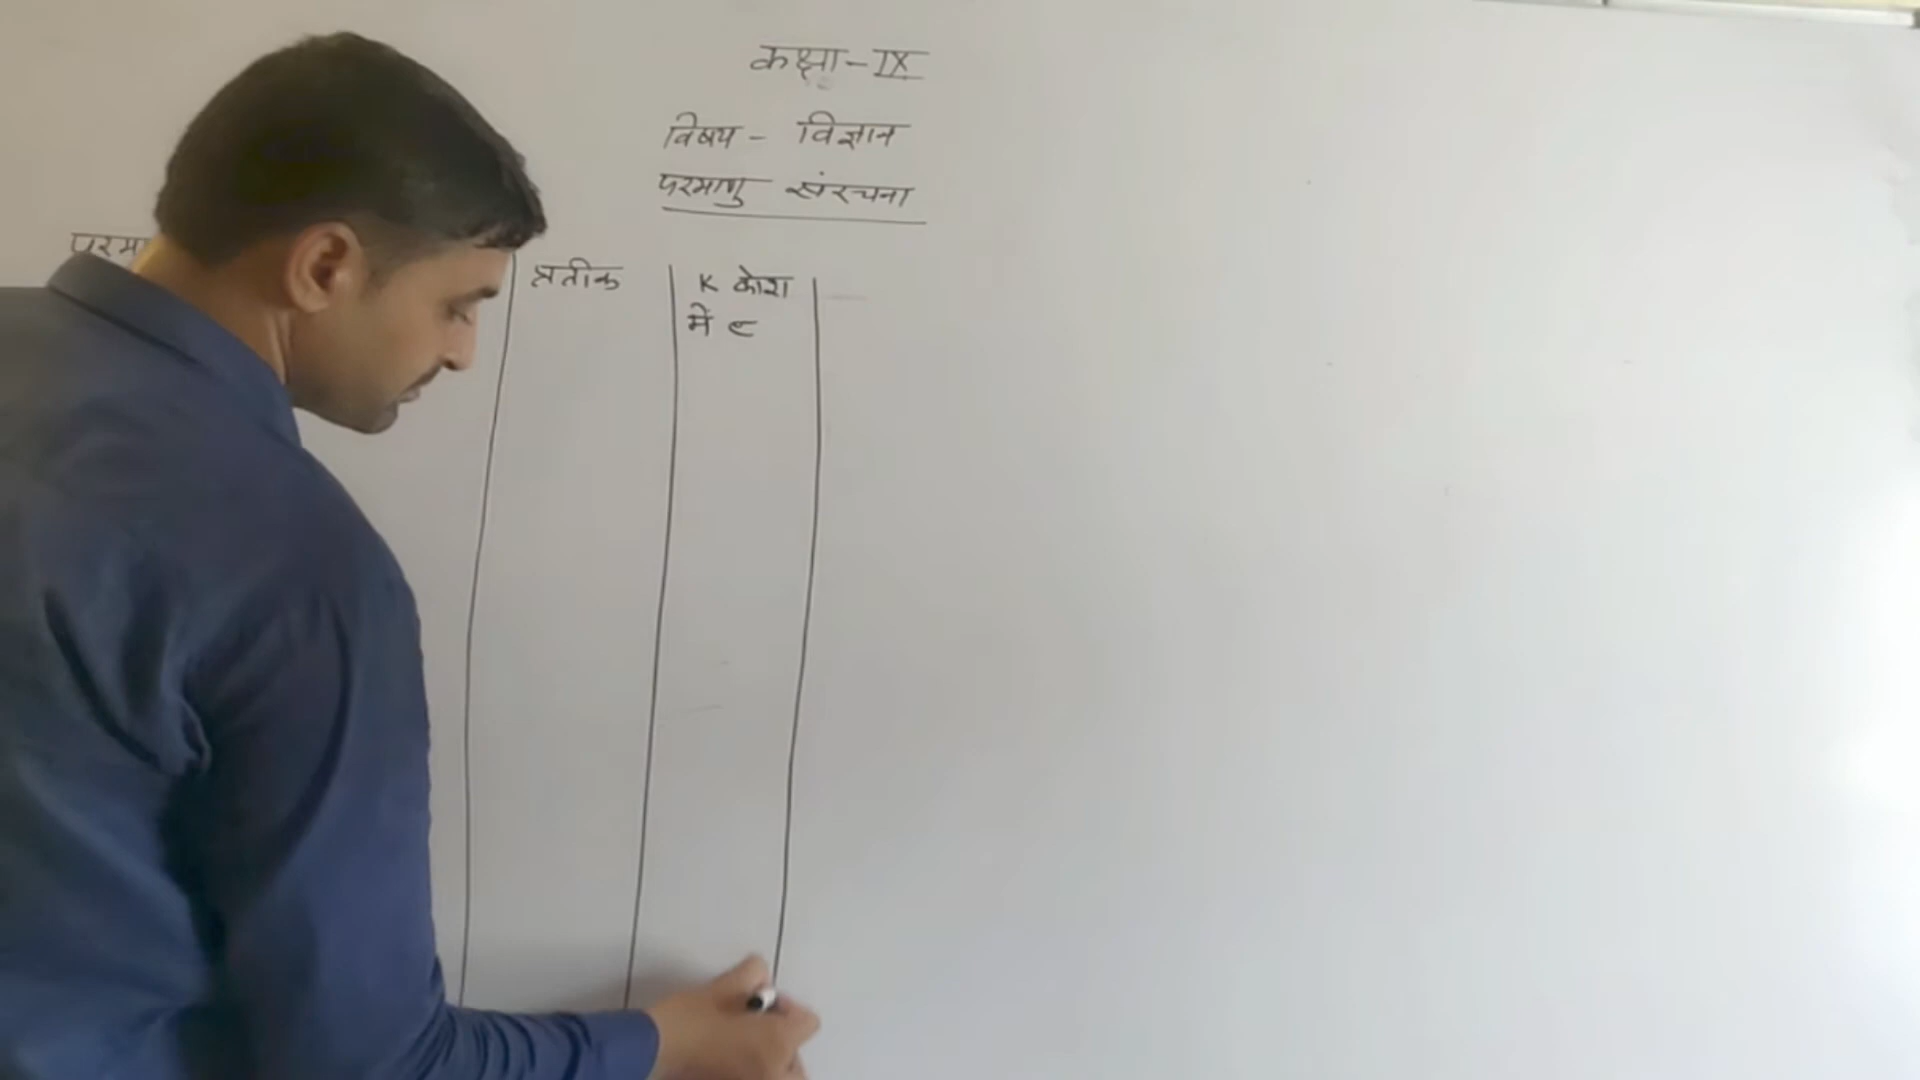 कक्षा - IX
विषय - विज्ञान
परमाणु संरचना
प्रतीक
K कोश
में e